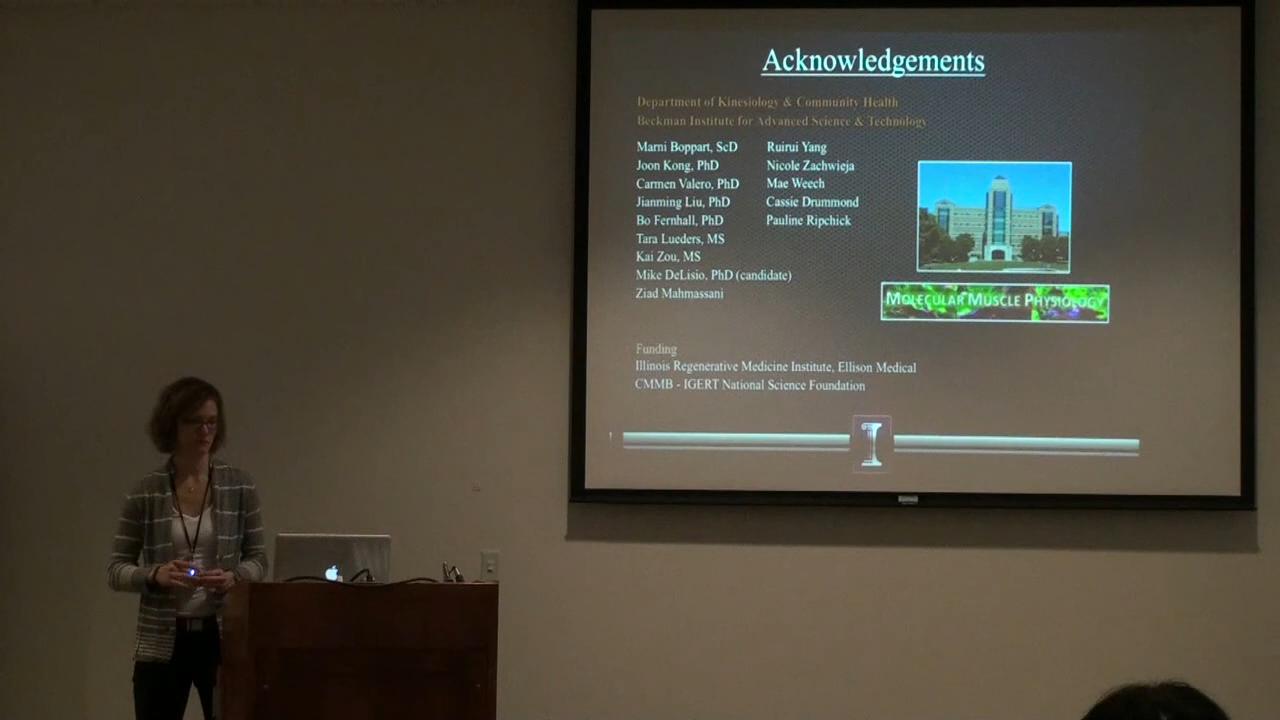 Acknowledgements
Department of Kinesiology & Community Health
Beckman Institute for Advanced Science & Technology
Marni Boppart, ScD
Joon Kong, PhD
Carmen Valero, PhD
Jianming Liu, PhD
Bo Fernhall, PhD
Tara Lueders, MS
Kai Zou, MS
Mike DeLisio, PhD (candidate)
Ziad Mahmassani
Ruirui Yang
Nicole Zachwieja
Mae Weech
Cassie Drummond
Pauline Ripchick
MOLECULAR MUSCLE PHYSIOLOGY
Funding
Illinois Regenerative Medicine Institute, Ellison Medical
CMMB - IGERT National Science Foundation
I